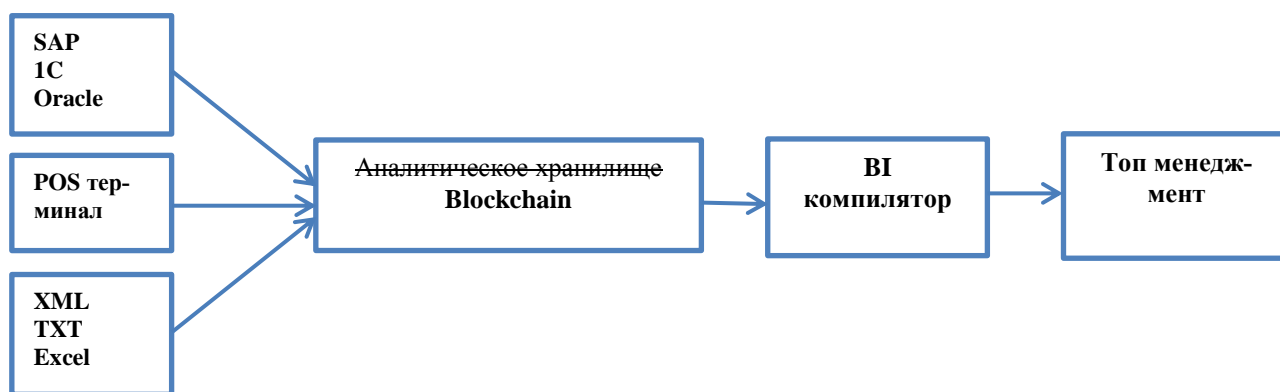 SAP
1C
Oracle
POS тер-
минал
XML
TXT
Excel
Аналитическое хранилище
Blockchain
BI
компилятор
Топ менедж-
мент